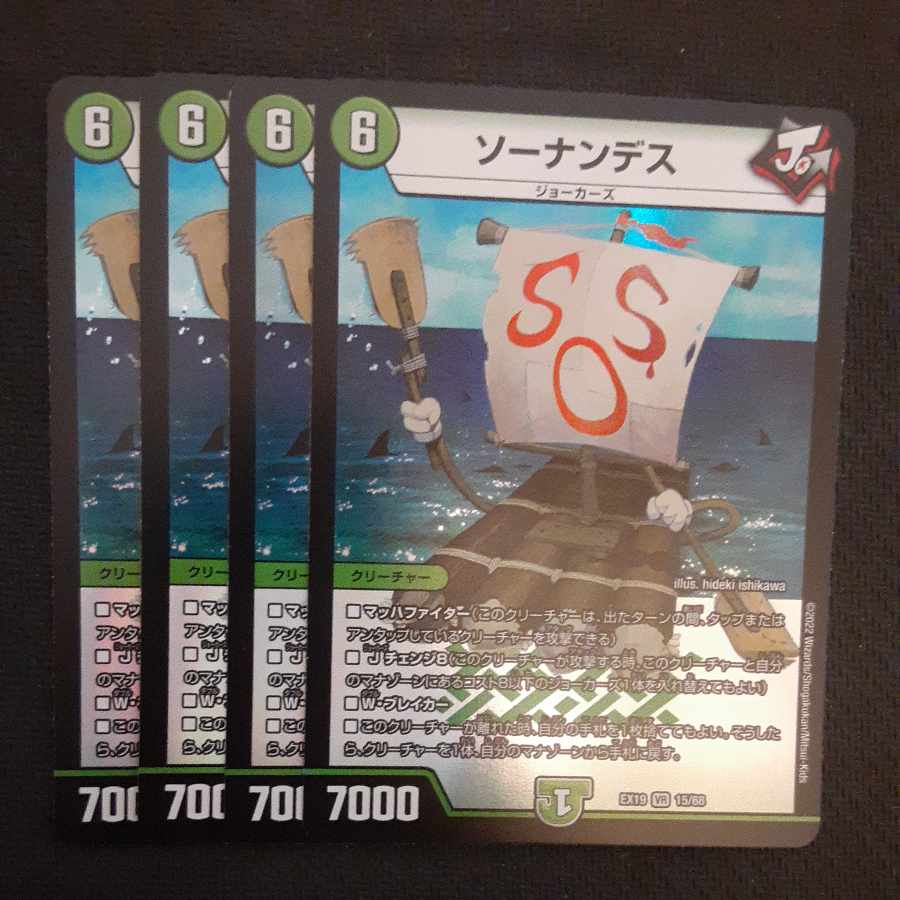 6
6
6
6
ソーナンデス
ジョーカーズ
J
S
S
O
クリー
クリー
クリー
クリーチャー
illus. hideki ishikawa
■マッハファイター(このクリーチャーは、出たターンの間、タップまたは
アンタップしているクリーチャーを攻撃できる)
■Jチェンジ8(このクリーチャーが攻撃する時、このクリーチャーと自分
のマナゾーンにあるコスト8以下のジョーカーズ1体を入れ替えてもよい)
■W・ブレイカー
■このクリーチャーが離れた時、自分の手札を1枚捨ててもよい。そうした
ら、クリーチャーを1体、自分のマナゾーンから手札に戻す。
©2022 Wizards/Shogakukan/Mitsui-Kids
700
700
700
7000
1
EX19 VR 15/68